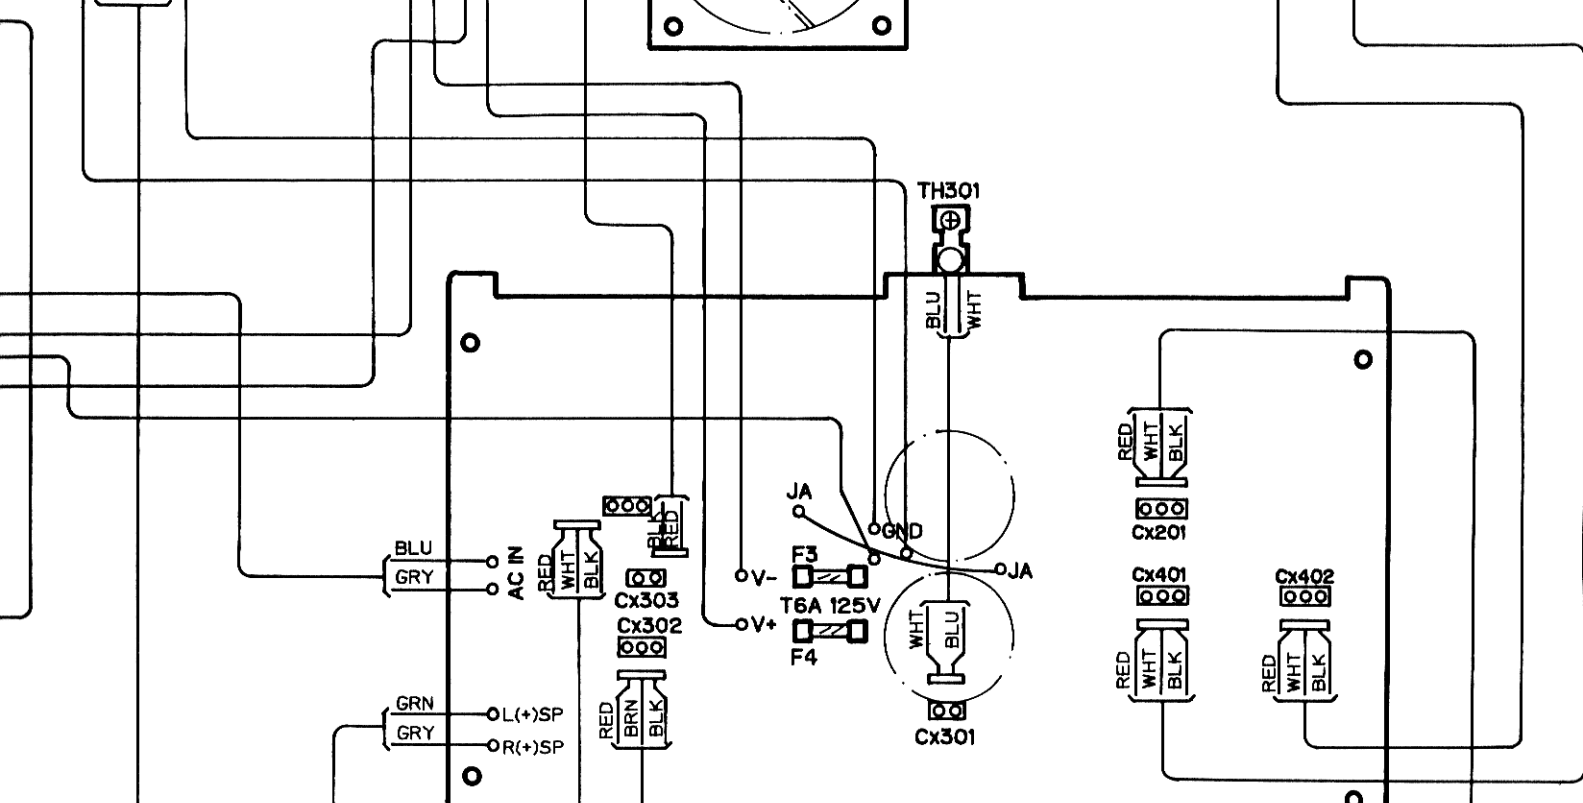 TH301
BLU
WHT
RED
WHT
BLK
Cx201
JA
GND
JA
BLU
GRY
AC IN
RED
WHT
BLK
BLK
RED
Cx303
Cx302
V-
V+
F3
T6A 125V
F4
WHT
BLU
Cx301
Cx401
Cx402
RED
WHT
BLK
RED
WHT
BLK
GRN
GRY
L(+)SP
R(+)SP
RED
BRN
BLK